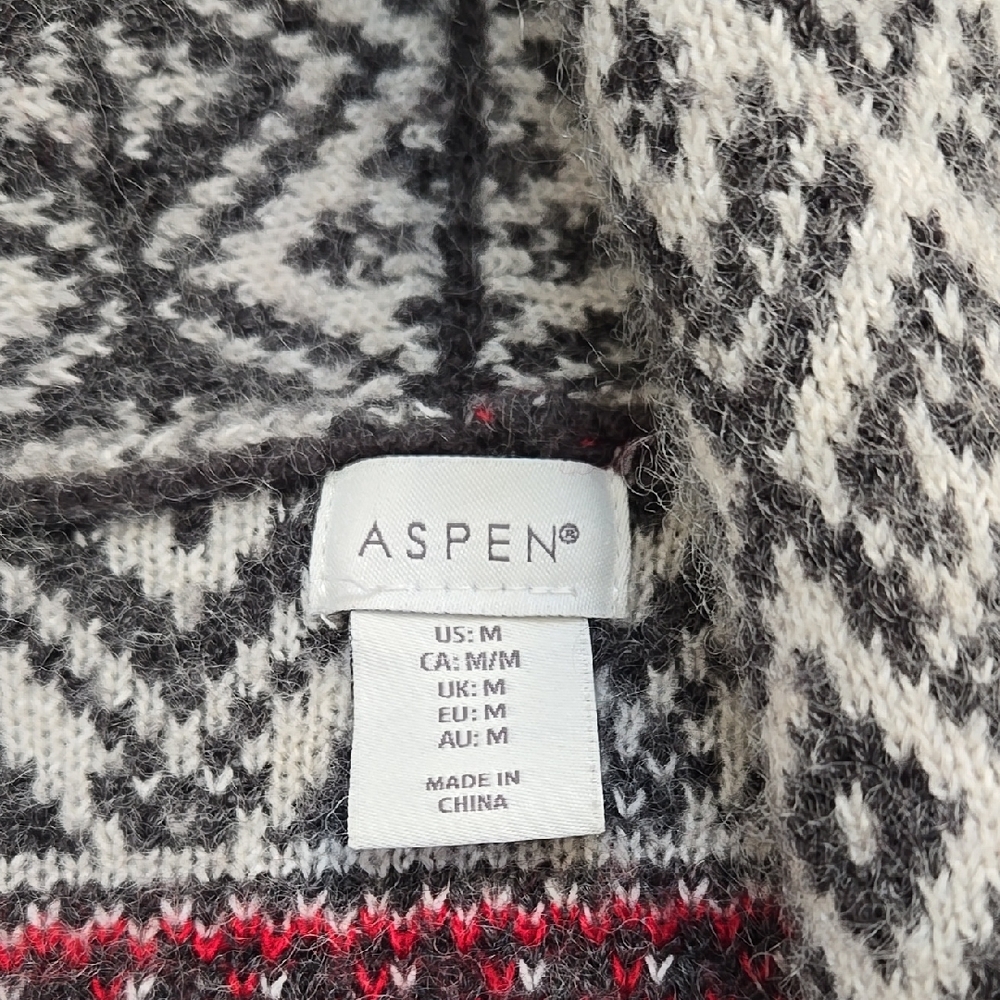 ASPEN®
US: M
CA: M/M
UK: M
EU: M
AU: M
MADE IN
CHINA